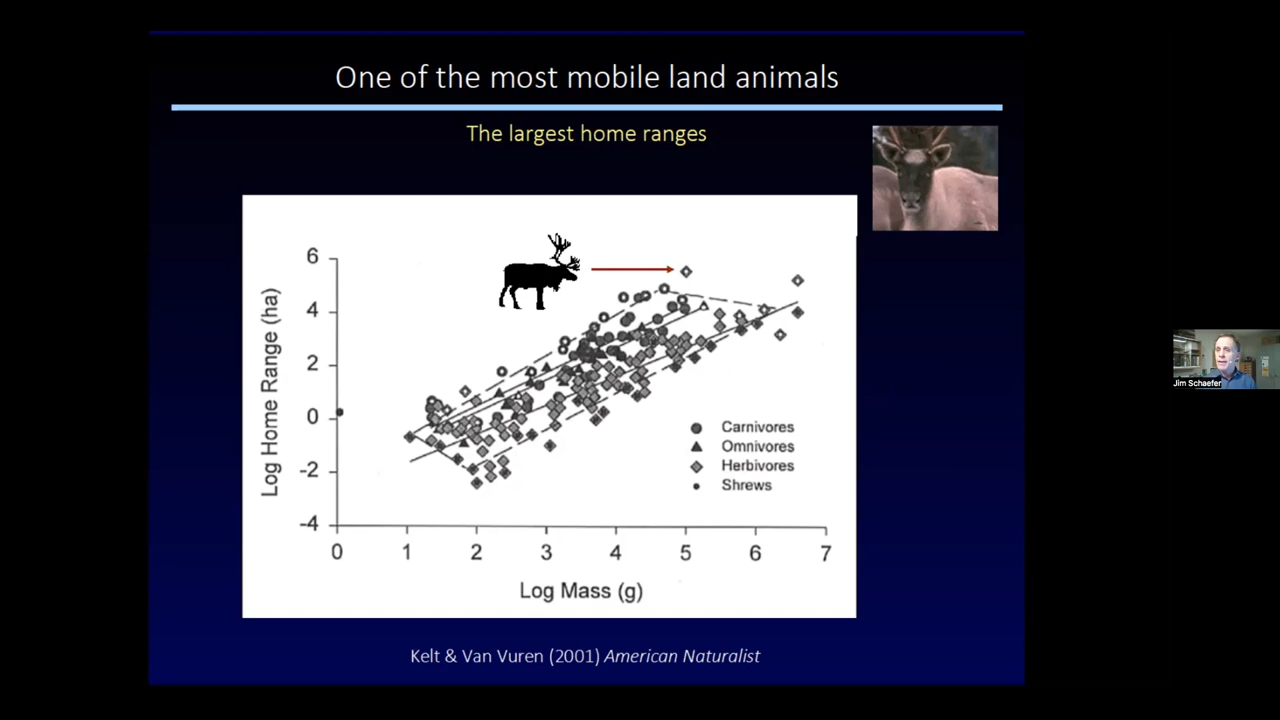 One of the most mobile land animals
The largest home ranges
6
4
2
0
-2
-4
Log Home Range (ha)
Carnivores
Omnivores
Herbivores
Shrews
0 1 2 3 4 5 6 7
Log Mass (g)
Kelt & Van Vuren (2001) American Naturalist
Jim Schaefer